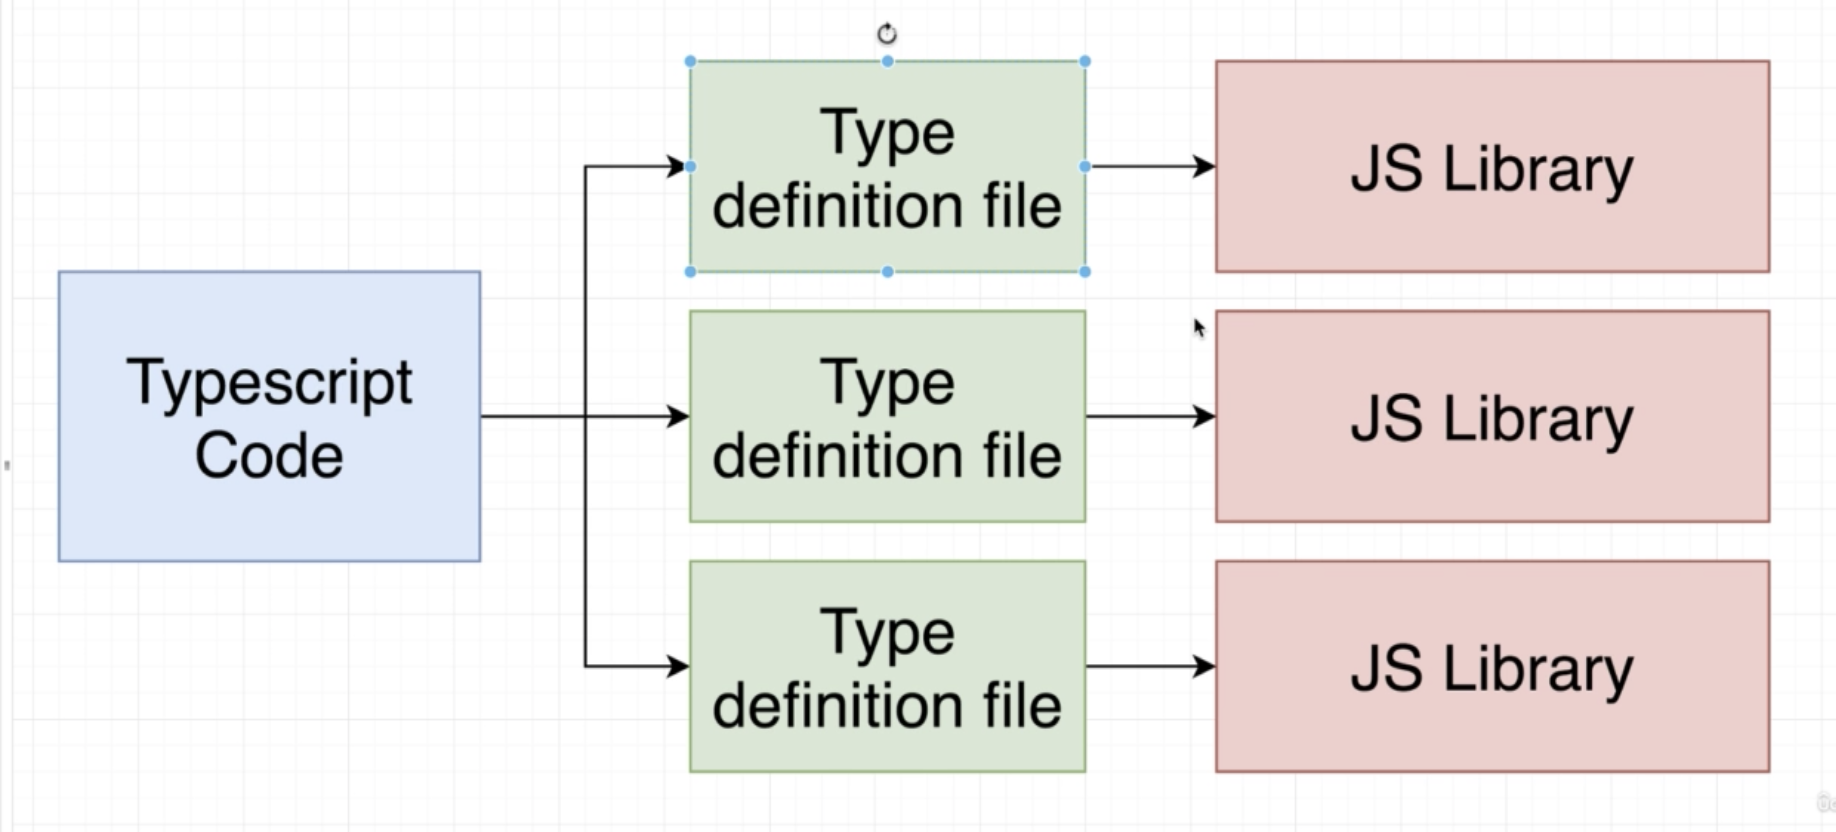 Type
definition file
JS Library
Typescript
Code
Type
definition file
JS Library
Type
definition file
JS Library